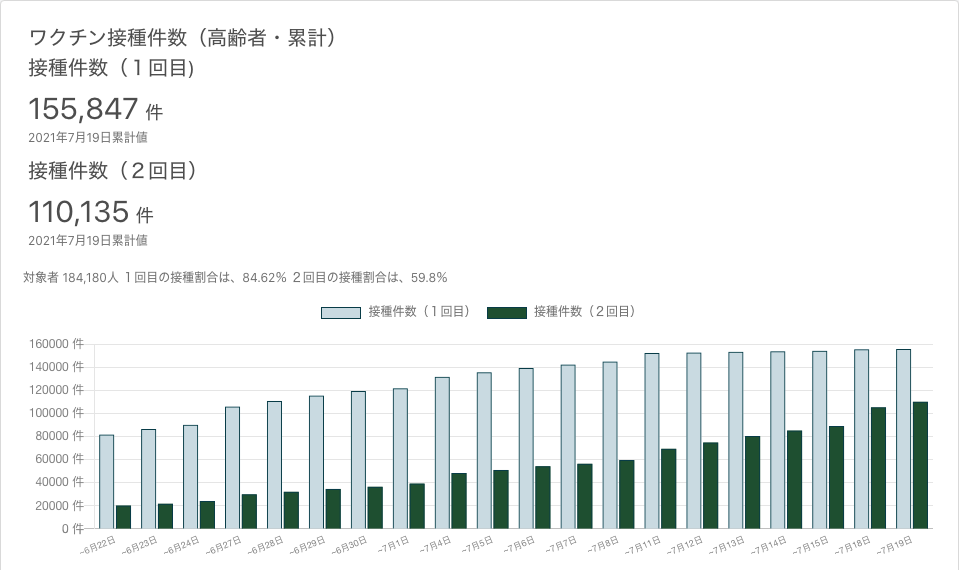 ワクチン接種件数（高齢者・累計）
接種件数（１回目)
155,847 件
2021年7月19日累計値
接種件数（２回目）
110,135 件
2021年7月19日累計値
対象者 184,180人 １回目の接種割合は、84.62% ２回目の接種割合は、59.8%
接種件数（１回目） 接種件数（２回目）
160000 件
140000 件
120000 件
100000 件
80000 件
60000 件
40000 件
20000 件
0 件
~6月22日 ~6月23日 ~6月24日 ~6月27日 ~6月28日 ~6月29日 ~6月30日 ~7月1日 ~7月4日 ~7月5日 ~7月6日 ~7月7日 ~7月8日 ~7月11日 ~7月12日 ~7月13日 ~7月14日 ~7月15日 ~7月18日 ~7月19日